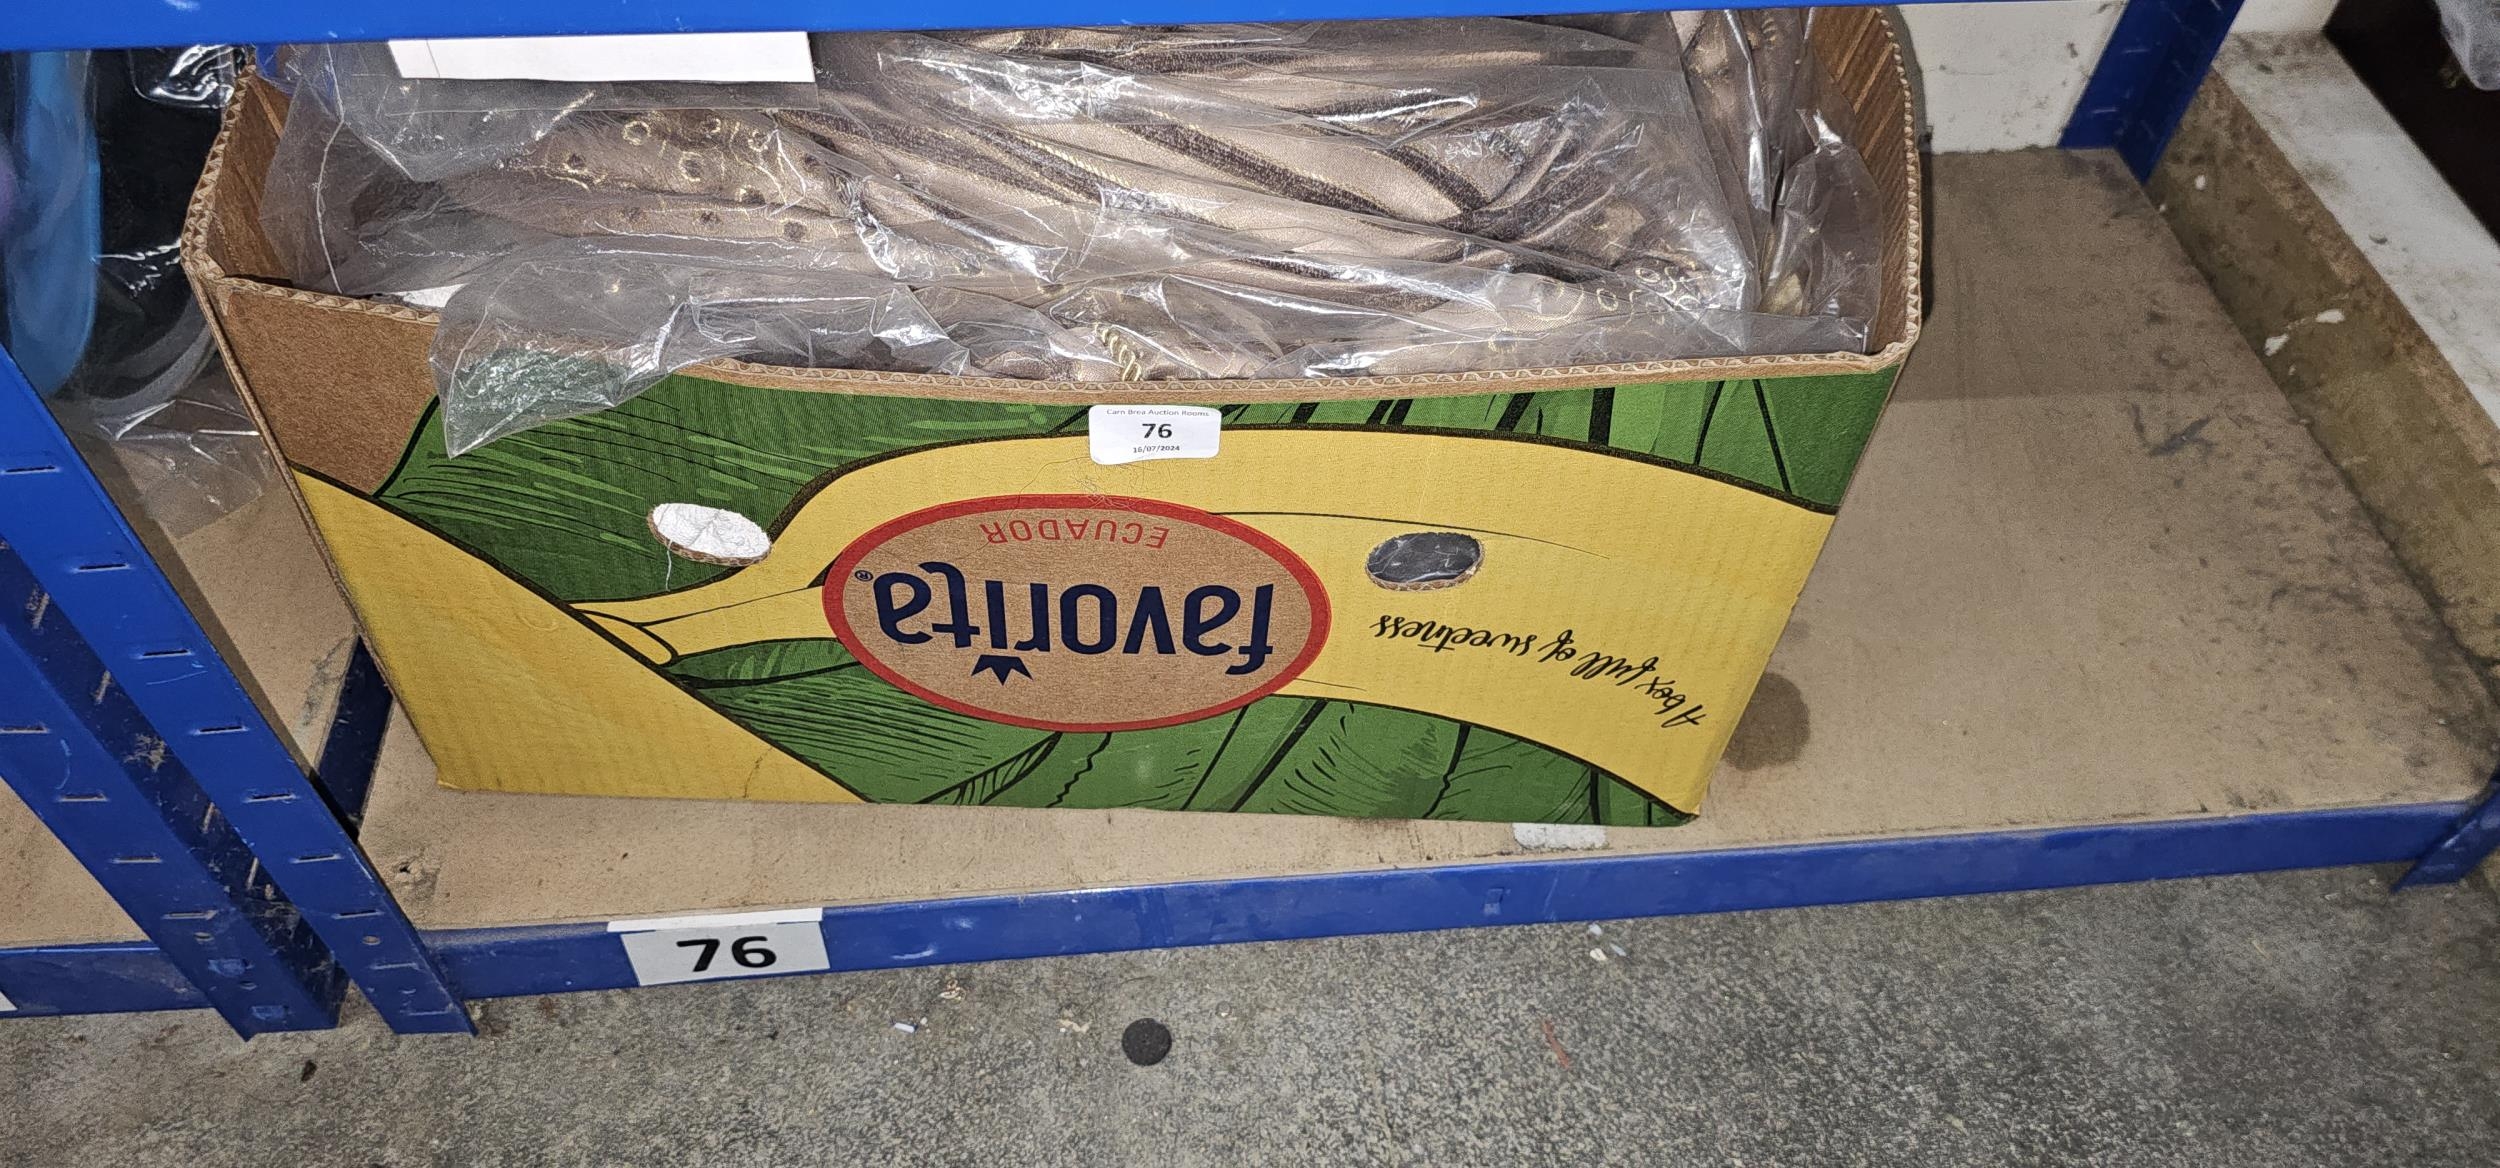 Carn Brea Auction Rooms
76
16/07/2024
ECUADOR
favorita®
A box full of sweetness
76